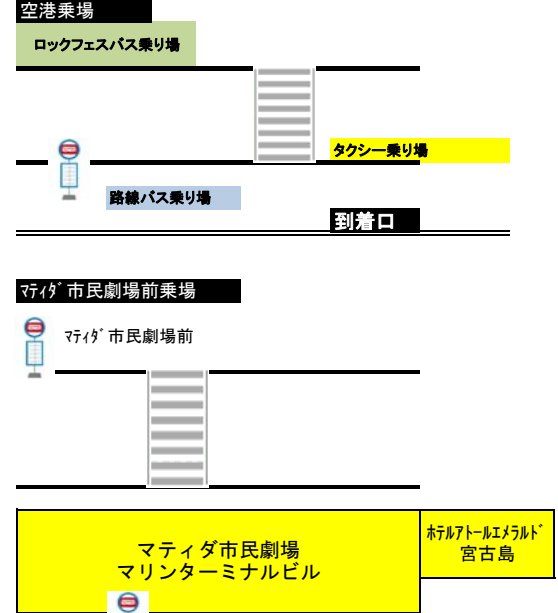 空港乗場
ロックフェスバス乗り場
タクシー乗り場
路線バス乗り場
到着口
ﾏﾃｨﾀﾞ市民劇場前乗場
ﾏﾃｨﾀﾞ市民劇場前
マティダ市民劇場
マリンターミナルビル
ﾎﾃﾙｱﾄｰﾙｴﾒﾗﾙﾄﾞ
宮古島